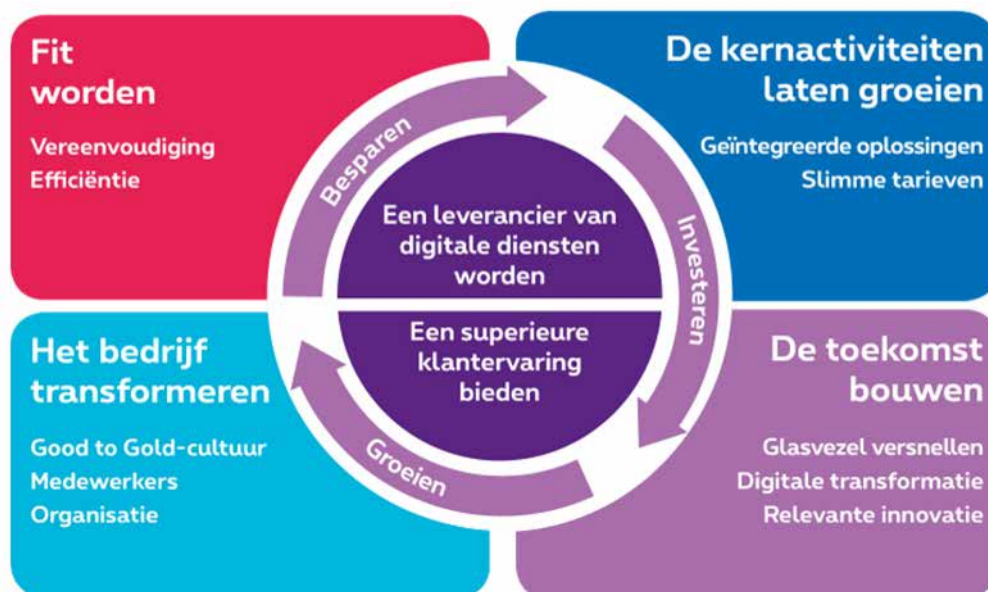 Fit
worden
Vereenvoudiging
Efficiëntie
De kernactiviteiten
laten groeien
Geïntegreerde oplossingen
Slimme tarieven
Besparen
Investeren
Groeien
Een leverancier van
digitale diensten
worden
Een superieure
klantervaring
bieden
Het bedrijf
transformeren
Good to Gold-cultuur
Medewerkers
Organisatie
De toekomst
bouwen
Glasvezel versnellen
Digitale transformatie
Relevante innovatie